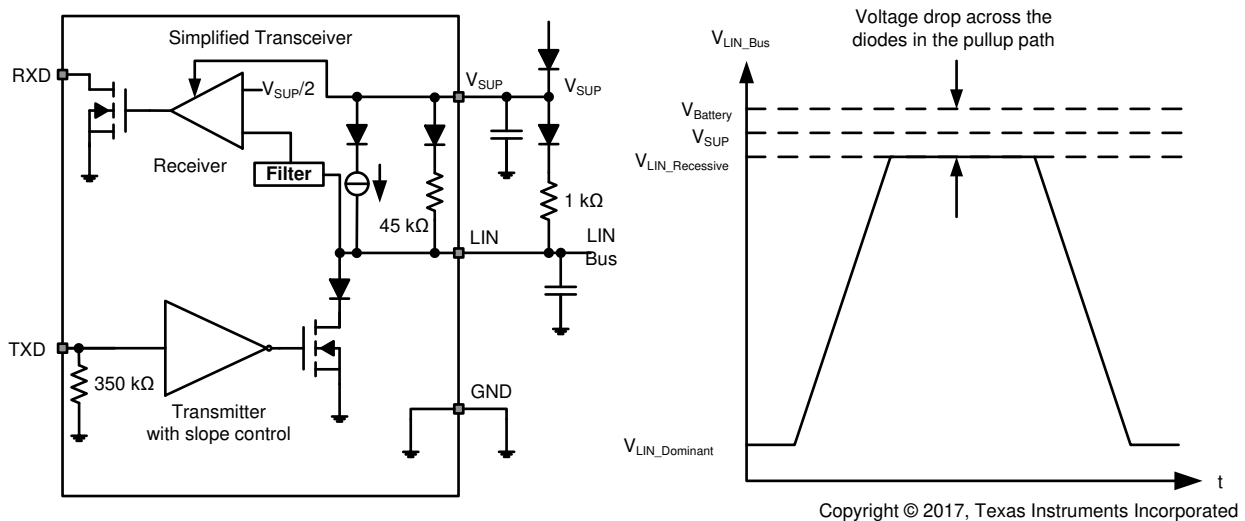 Simplified Transceiver
RXD
V_SUP/2
V_SUP
V_SUP
Receiver
Filter
45 kΩ
1 kΩ
LIN
LIN
Bus
TXD
350 kΩ
Transmitter
with slope control
GND
Voltage drop across the
diodes in the pullup path
V_LIN_Bus
V_Battery
V_SUP
V_LIN_Recessive
V_LIN_Dominant
t
Copyright © 2017, Texas Instruments Incorporated